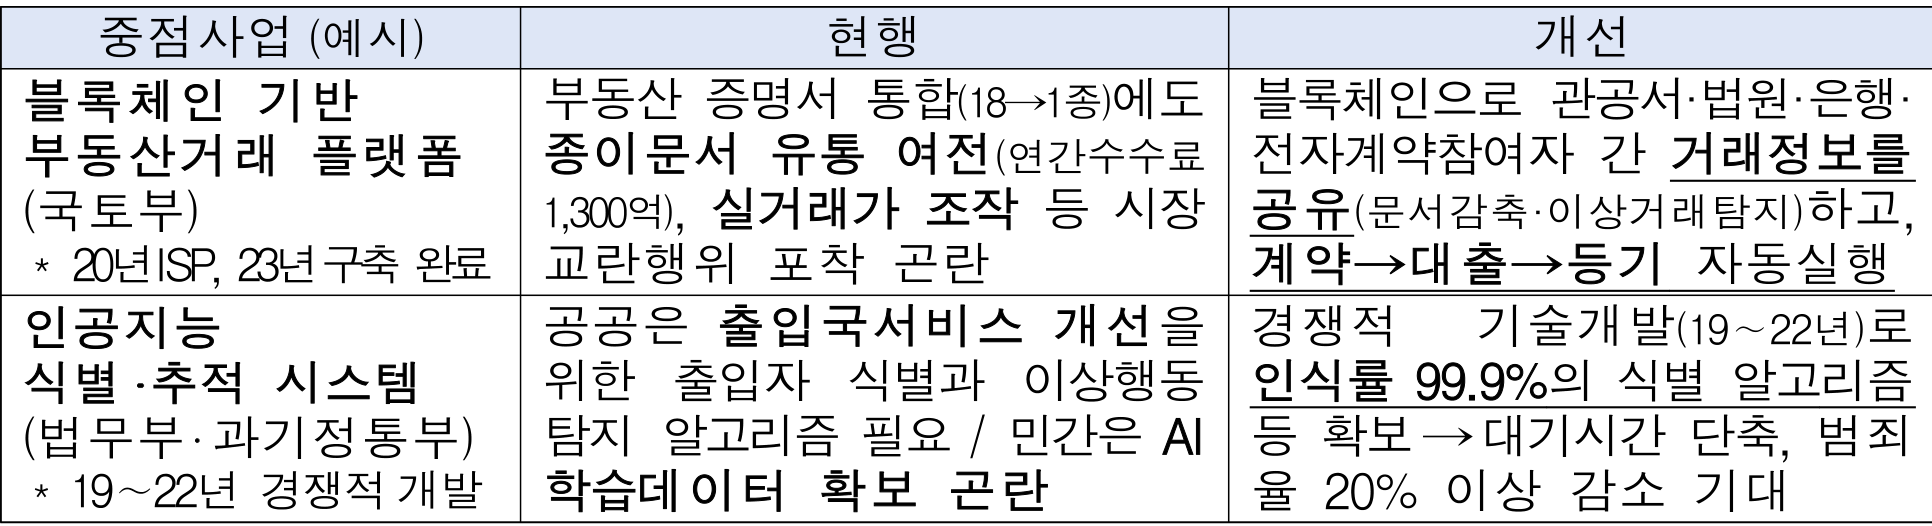 중점사업 (예시)
현행
개선
블록체인 기반
부동산거래 플랫폼
(국토부)
* 20년 ISP, 23년 구축 완료
부동산 증명서 통합(18→1종)에도
종이문서 유통 여전(연간수수료
1,300억), 실거래가 조작 등 시장
교란행위 포착 곤란
블록체인으로 관공서·법원·은행·
전자계약참여자 간 거래정보를
공유(문서감축·이상거래탐지)하고,
계약→대출→등기 자동실행
인공지능
식별·추적 시스템
(법무부·과기정통부)
* 19～22년 경쟁적 개발
공공은 출입국서비스 개선을
위한 출입자 식별과 이상행동
탐지 알고리즘 필요 / 민간은 AI
학습데이터 확보 곤란
경쟁적 기술개발(19～22년)로
인식률 99.9%의 식별 알고리즘
등 확보→대기시간 단축, 범죄
율 20% 이상 감소 기대